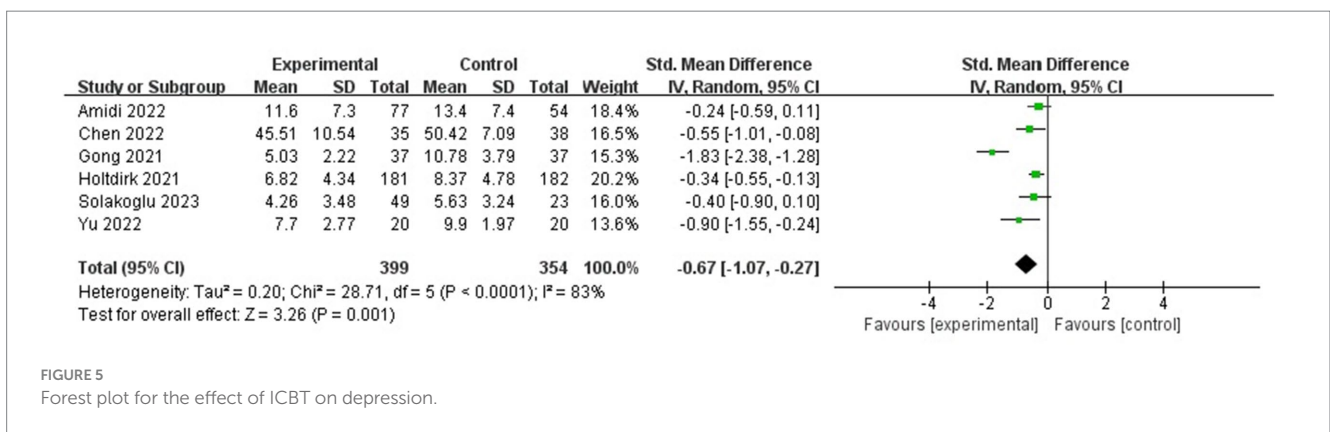 Experimental Control Std. Mean Difference Std. Mean Difference
Study or Subgroup Mean SD Total Mean SD Total Weight IV, Random, 95% CI IV, Random, 95% CI
Amidi 2022 11.6 7.3 77 13.4 7.4 54 18.4% -0.24 [-0.59, 0.11]
Chen 2022 45.51 10.54 35 50.42 7.09 38 16.5% -0.55 [-1.01, -0.08]
Gong 2021 5.03 2.22 37 10.78 3.79 37 15.3% -1.83 [-2.38, -1.28]
Holtdirk 2021 6.82 4.34 181 8.37 4.78 182 20.2% -0.34 [-0.55, -0.13]
Solakoglu 2023 4.26 3.48 49 5.63 3.24 23 16.0% -0.40 [-0.90, 0.10]
Yu 2022 7.7 2.77 20 9.9 1.97 20 13.6% -0.90 [-1.55, -0.24]
Total (95% CI) 399 354 100.0% -0.67 [-1.07, -0.27]
Heterogeneity: Tau² = 0.20; Chi² = 28.71, df = 5 (P < 0.0001); I² = 83%
Test for overall effect: Z = 3.26 (P = 0.001)
-4 -2 0 2 4
Favours [experimental] Favours [control]
FIGURE 5
Forest plot for the effect of ICBT on depression.